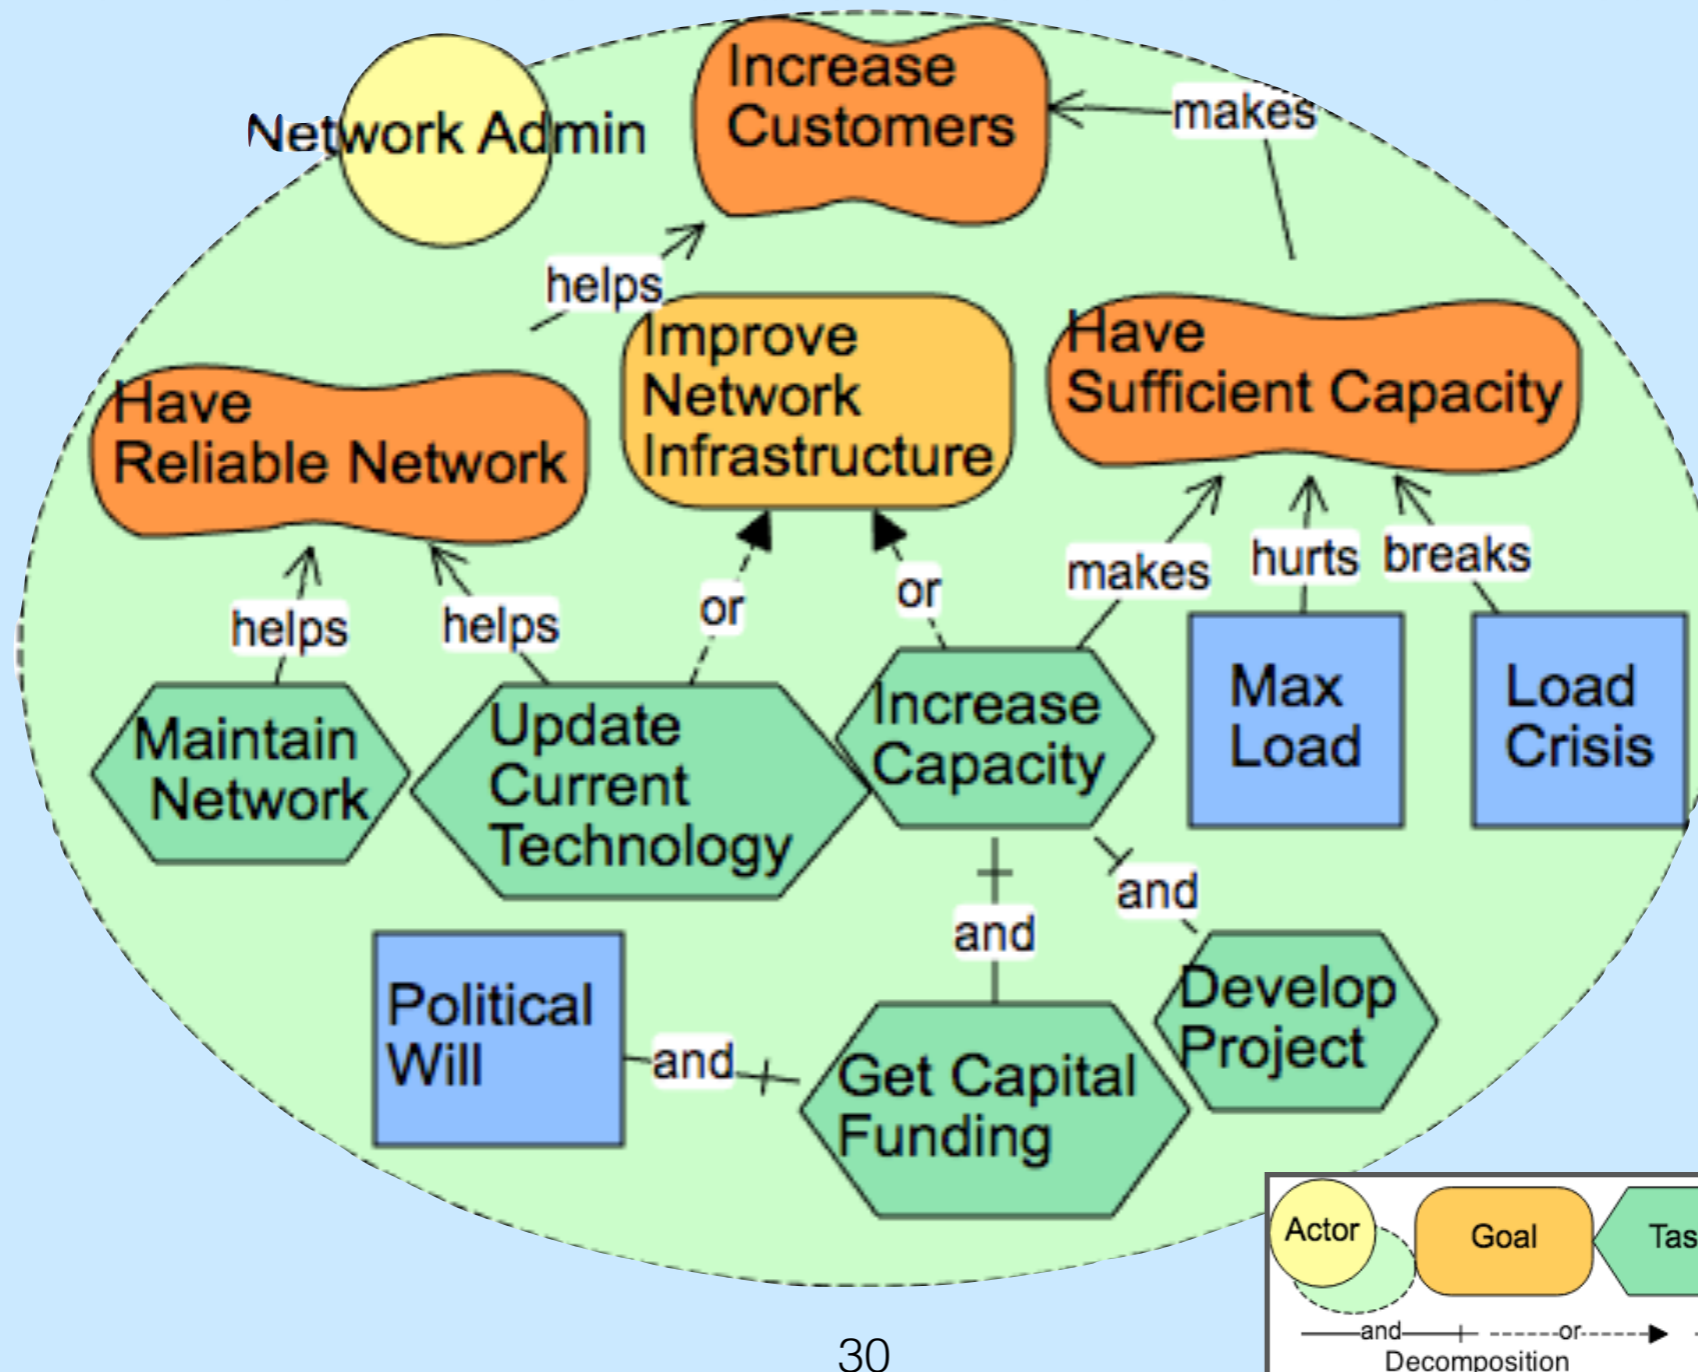 Increase
Customers
makes
Network Admin
helps
Improve
Network
Infrastructure
Have
Sufficient Capacity
Have
Reliable Network
helps
helps
or
or
makes
hurts
breaks
Maintain
Network
Update
Current
Technology
Increase
Capacity
Max
Load
Load
Crisis
and
and
Political
Will
and
Get Capital
Funding
Develop
Project
Actor
Goal
Tas
and
or
Decomposition
30